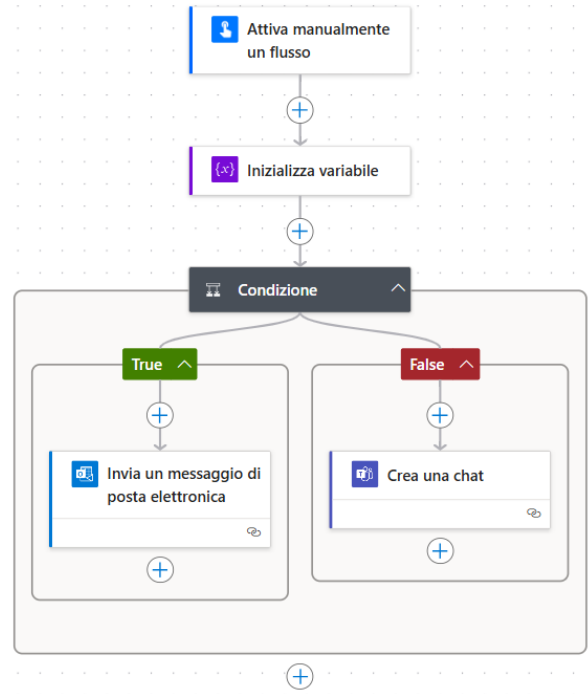 Attiva manualmente
un flusso
{x}
Inizializza variabile
Condizione
True
False
Invia un messaggio di
posta elettronica
Crea una chat